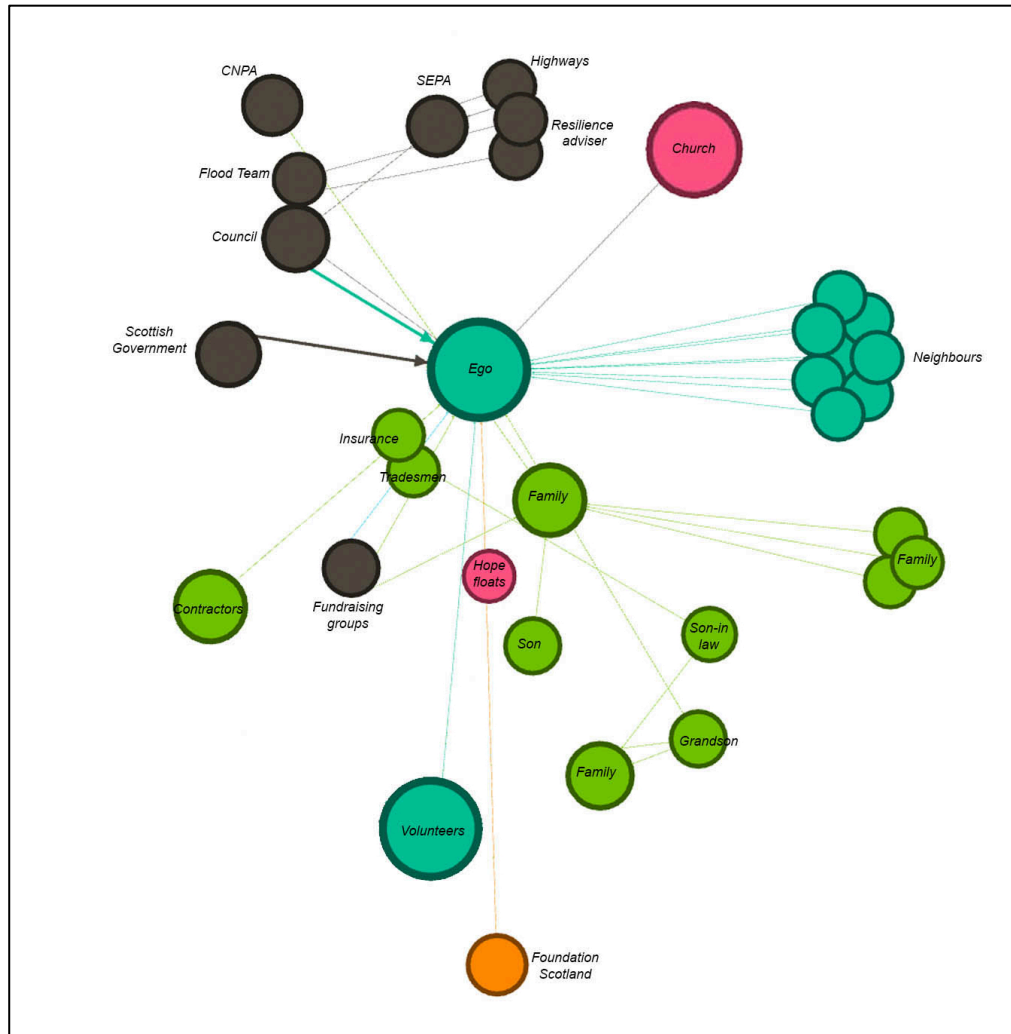 Highways
CNPA
SEPA
Resilience
adviser
Church
Flood Team
Council
Scottish
Government
Ego
Neighbours
Insurance
Tradesmen
Family
Family
Hope
floats
Contractors
Fundraising
groups
Son
Son-in
law
Grandson
Family
Volunteers
Foundation
Scotland